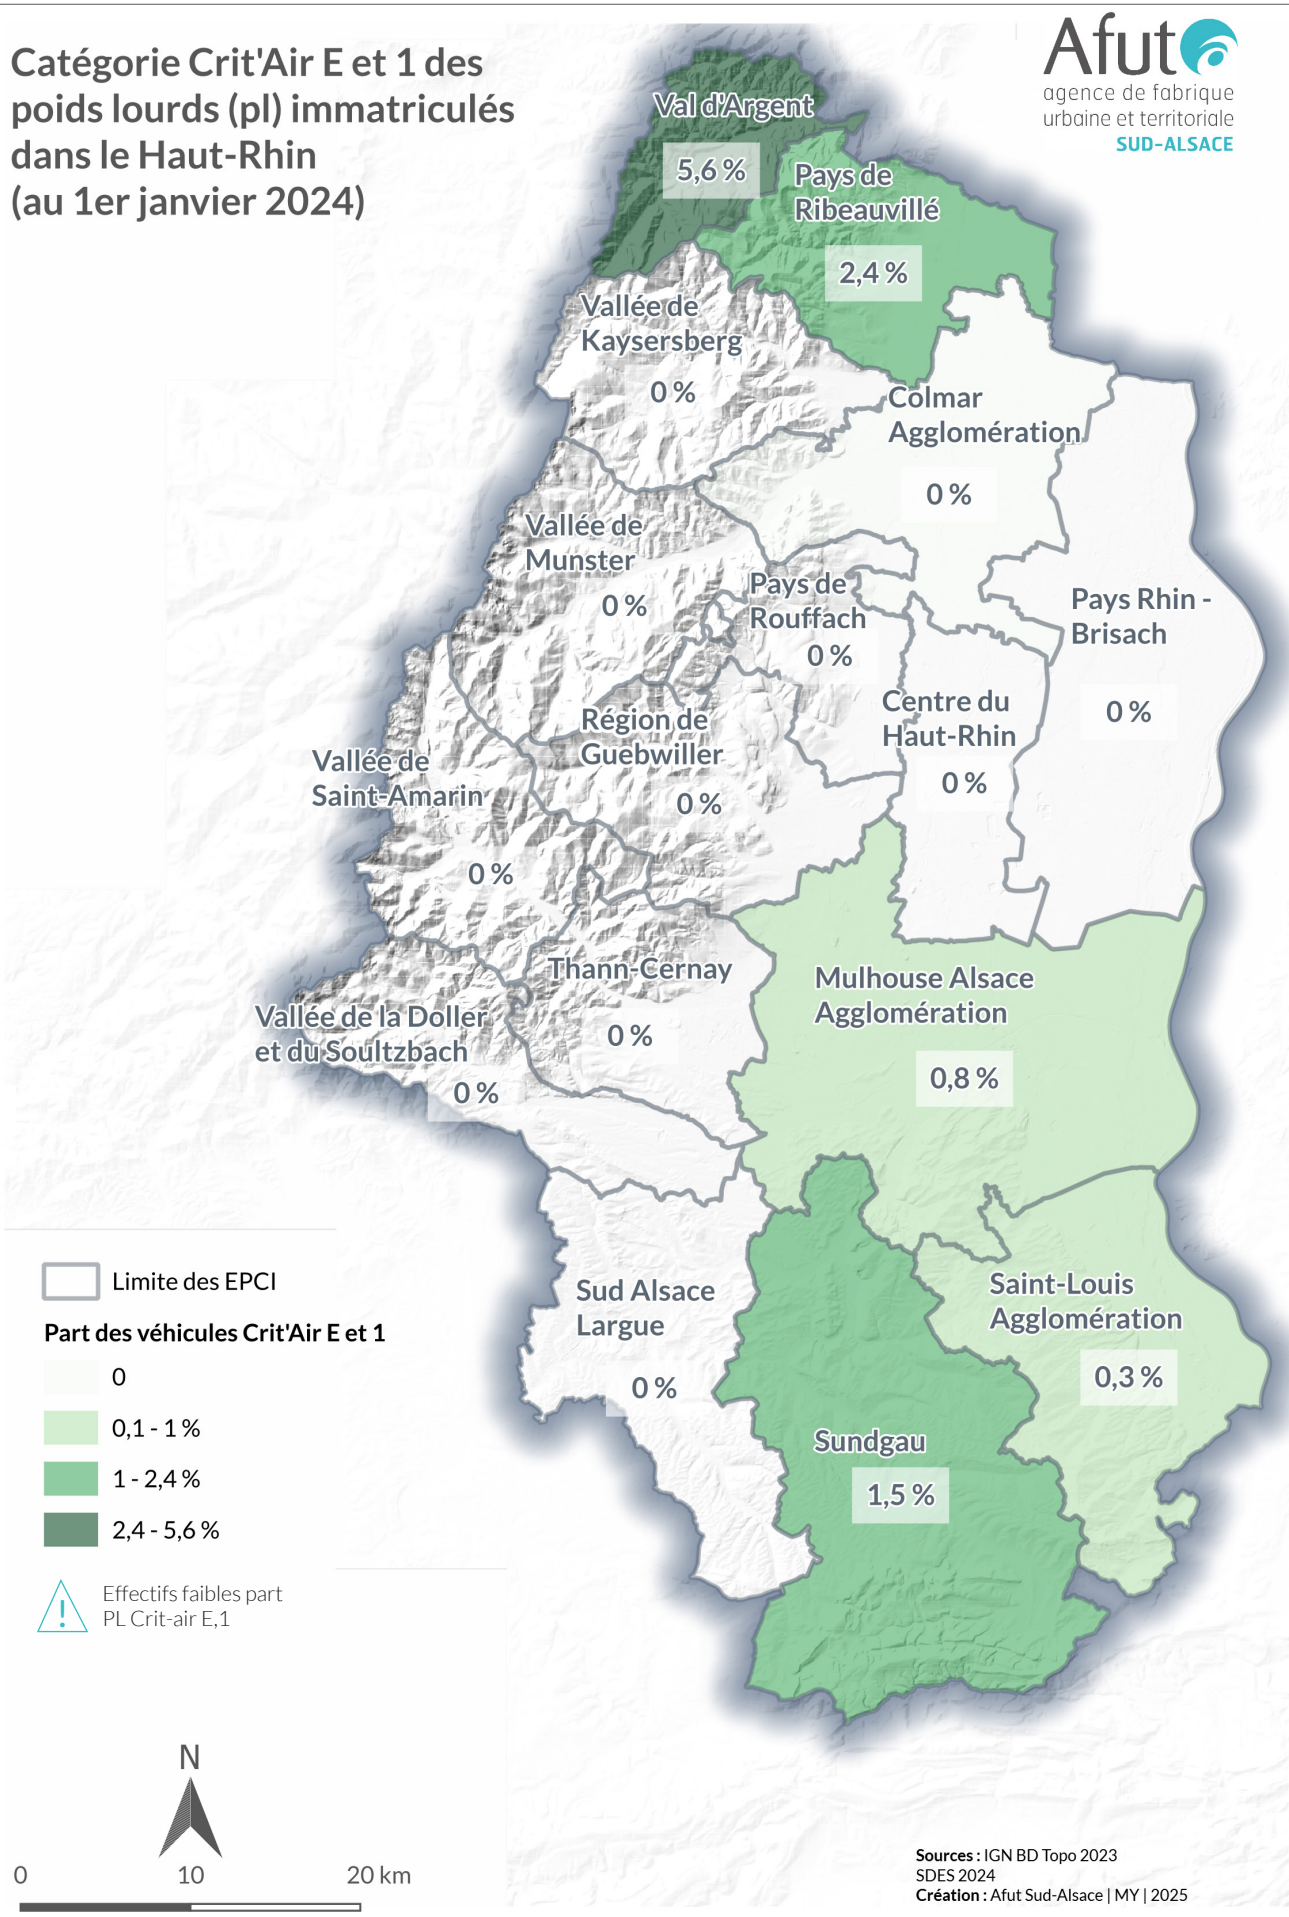 Catégorie Crit'Air E et 1 des
poids lourds (pl) immatriculés
dans le Haut-Rhin
(au 1er janvier 2024)
Afut
agence de fabrique
urbaine et territoriale
SUD-ALSACE
Val d'Argent
5,6 %
Pays de
Ribeauvillé
2,4 %
Vallée de
Kaysersberg
0 %
Colmar
Agglomération
0 %
Vallée de
Munster
0 %
Pays de
Rouffach
0 %
Pays Rhin -
Brisach
0 %
Centre du
Haut-Rhin
0 %
Région de
Guebwiller
0 %
Vallée de
Saint-Amarin
0 %
Thann-Cernay
0 %
Mulhouse Alsace
Agglomération
0,8 %
Vallée de la Doller
et du Soultzbach
0 %
Sud Alsace
Largue
0 %
Saint-Louis
Agglomération
0,3 %
Sundgau
1,5 %
Limite des EPCI
Part des véhicules Crit'Air E et 1
0
0,1 - 1 %
1 - 2,4 %
2,4 - 5,6 %
!
Effectifs faibles part
PL Crit-air E,1
N
0 10 20 km
Sources : IGN BD Topo 2023
SDES 2024
Création : Afut Sud-Alsace | MY | 2025